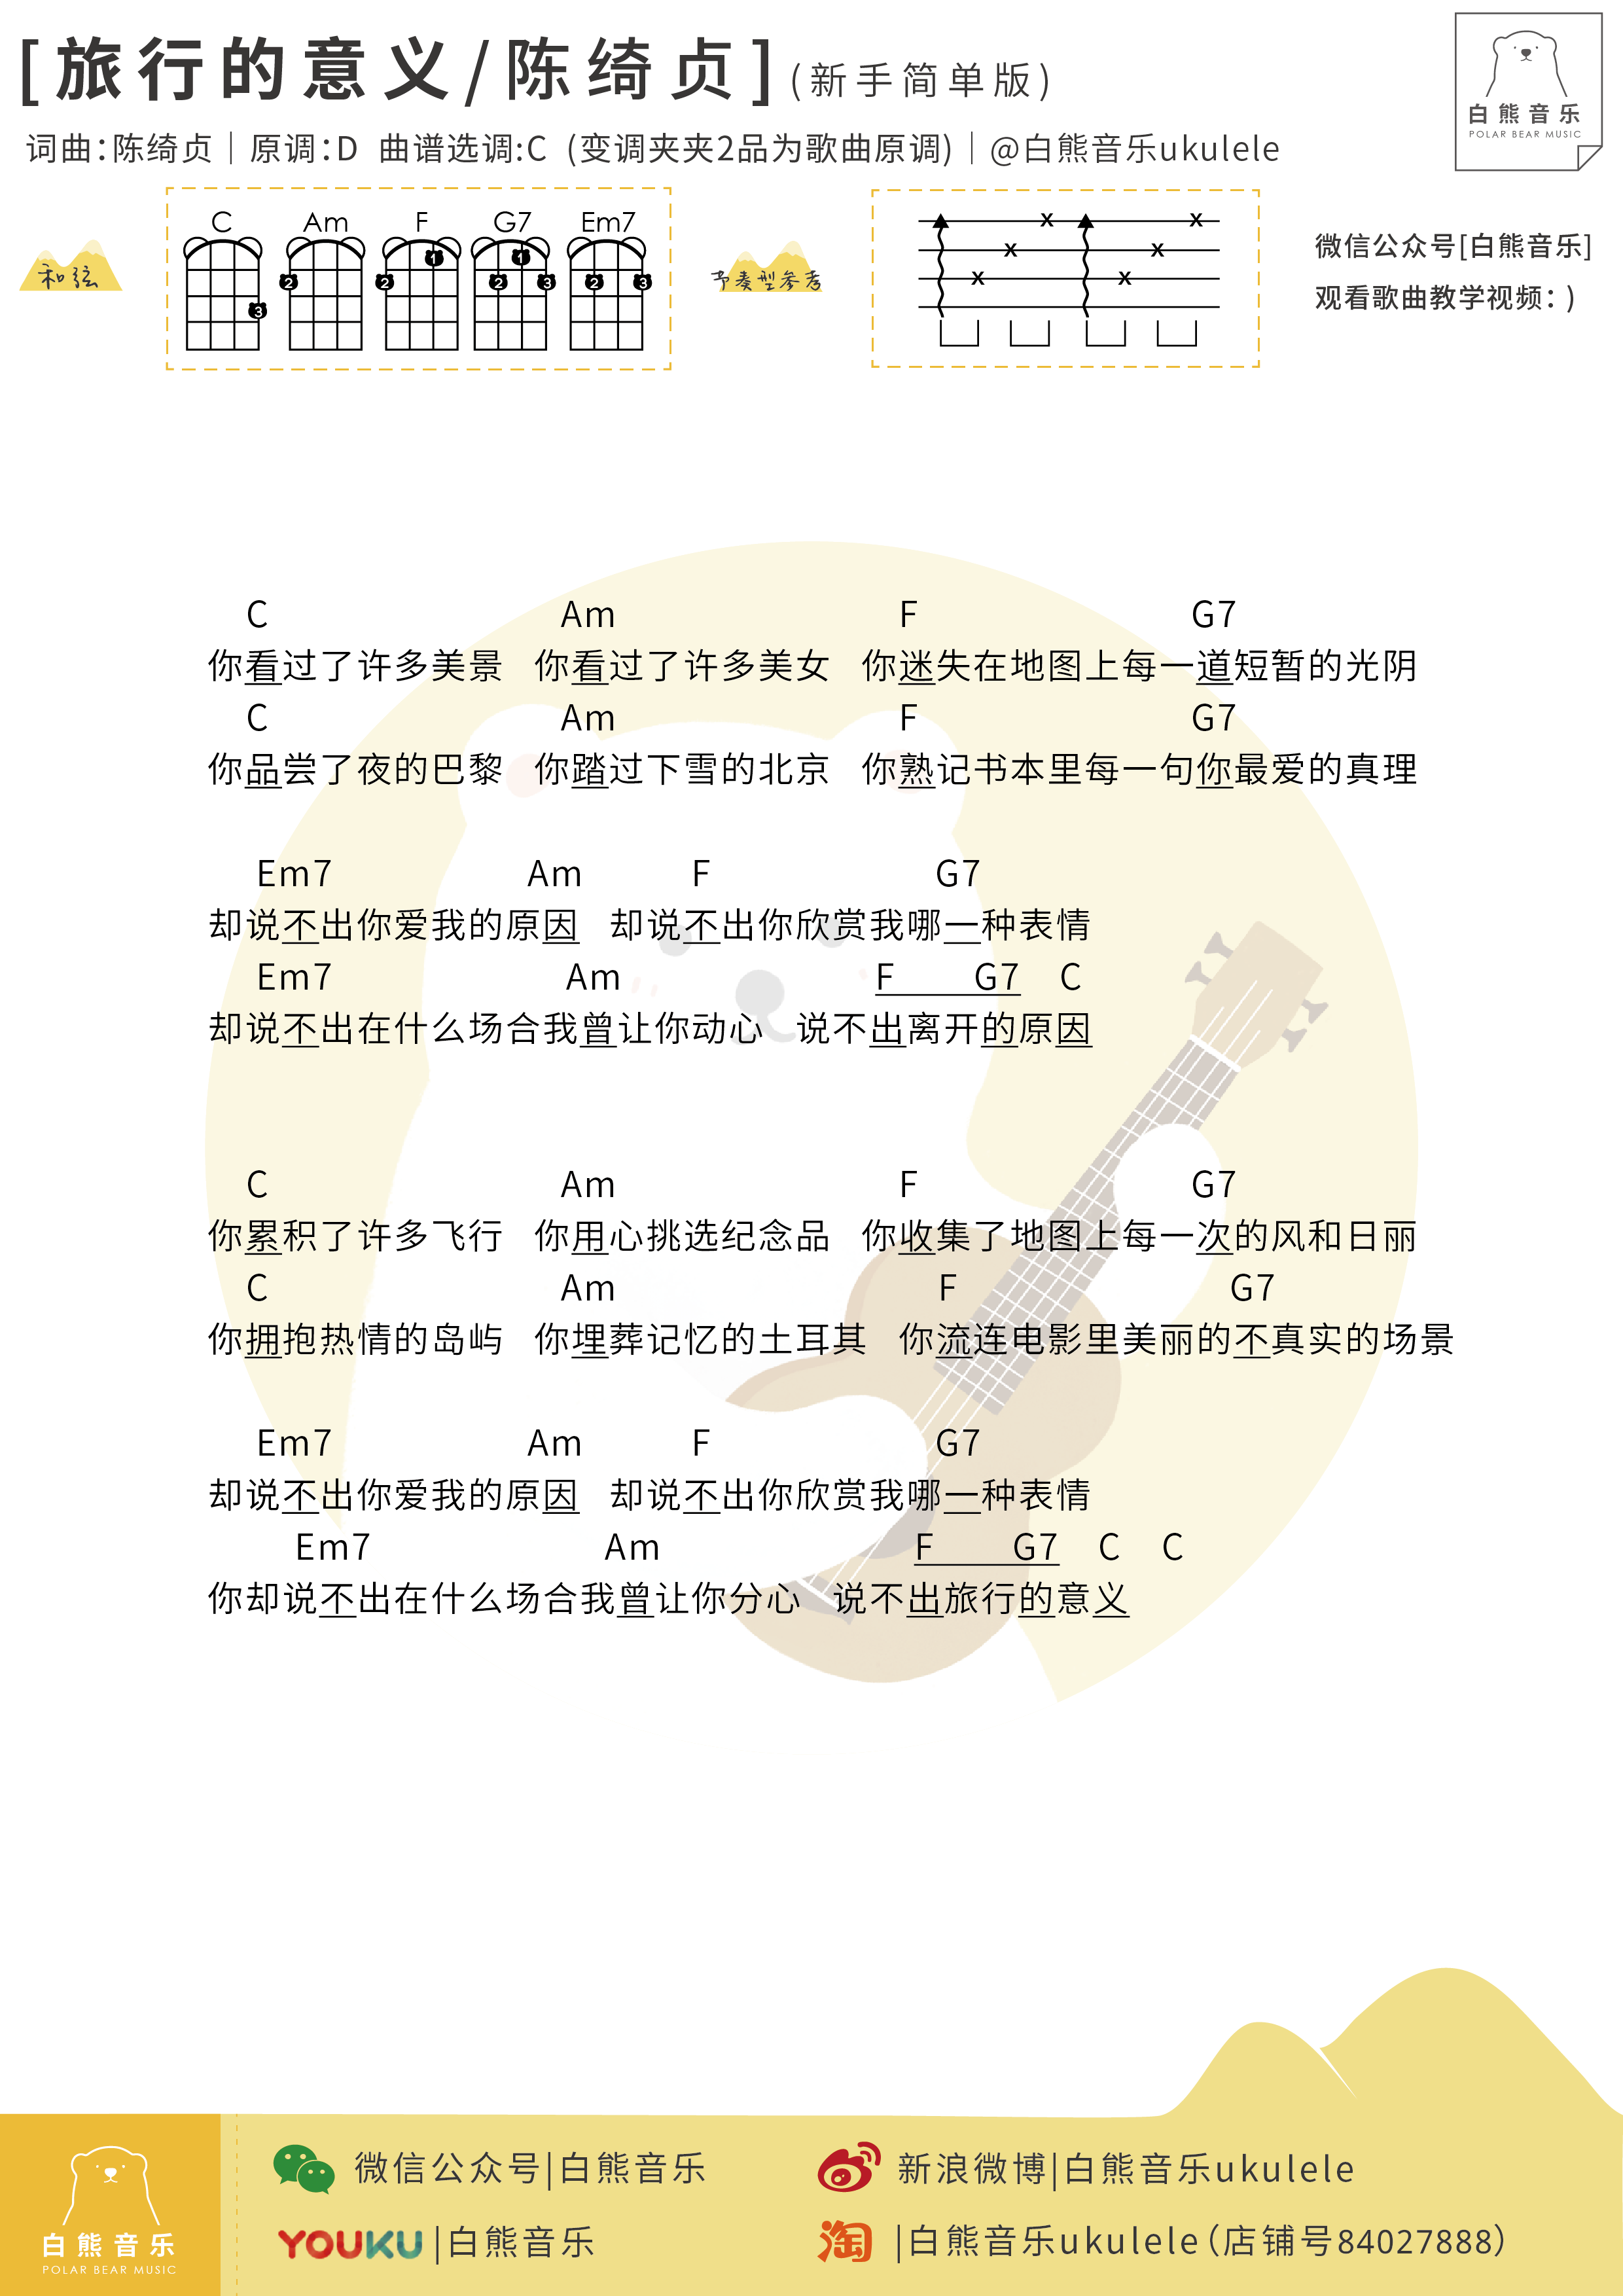 [旅行的意义/陈绮贞](新手简单版)
白熊音乐
POLAR BEAR MUSIC
词曲:陈绮贞｜原调:D 曲谱选调:C (变调夹夹2品为歌曲原调)｜@白熊音乐ukulele
和弦
C Am F G7 Em7
3 2 2 1 2 1 3 2 3
节奏型参考
x x x x x x
微信公众号[白熊音乐]
观看歌曲教学视频：)
C Am F G7
你看过了许多美景 你看过了许多美女 你迷失在地图上每一道短暂的光阴
C Am F G7
你品尝了夜的巴黎 你踏过下雪的北京 你熟记书本里每一句你最爱的真理
Em7 Am F G7
却说不出你爱我的原因 却说不出你欣赏我哪一种表情
Em7 Am F G7 C
却说不出在什么场合我曾让你动心 说不出离开的原因
C Am F G7
你累积了许多飞行 你用心挑选纪念品 你收集了地图上每一次的风和日丽
C Am F G7
你拥抱热情的岛屿 你埋葬记忆的土耳其 你流连电影里美丽的不真实的场景
Em7 Am F G7
却说不出你爱我的原因 却说不出你欣赏我哪一种表情
Em7 Am F G7 C C
你却说不出在什么场合我曾让你分心 说不出旅行的意义
白熊音乐
POLAR BEAR MUSIC
微信公众号|白熊音乐
新浪微博|白熊音乐ukulele
YOUKU |白熊音乐
淘 |白熊音乐ukulele(店铺号84027888)